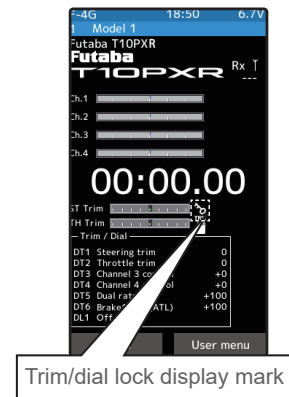 F-4G 18:50 6.7V
1 Model 1
Futaba T10PXR
Futaba
T10PXR Rx
---
Ch.1
Ch.2
Ch.3
Ch.4
00:00.00
ST Trim
TH Trim
Trim / Dial
DT1 Steering trim 0
DT2 Throttle trim 0
DT3 Channel 3 +0
DT4 Channel 4 +0
DT5 Dual +100
DT6 Brake ATL) +100
DL1 Off
User menu
Trim/dial lock display mark